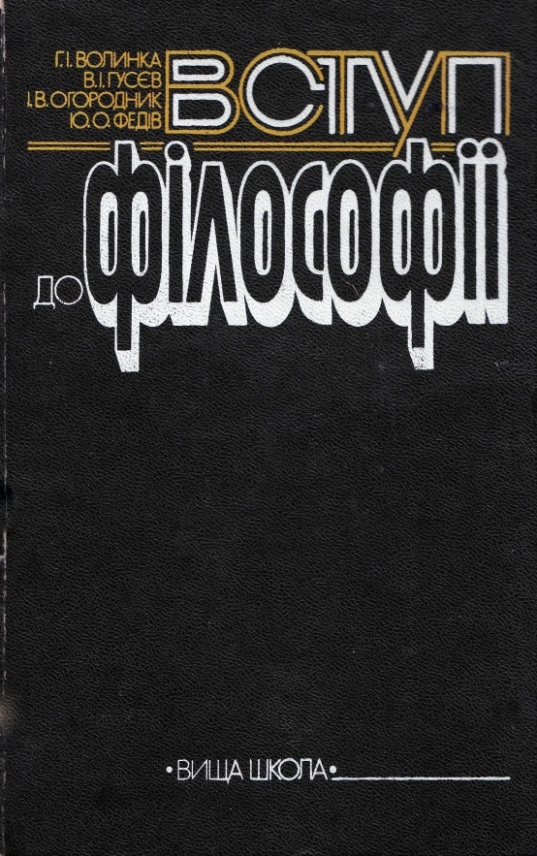 Г.І. ВОЛИНКА
В.І. ГУСЄВ
І.В. ОГОРОДНИК
Ю.О. ФЕДІВ
ВСТУП
ДО ФІЛОСОФІЇ
•ВИЩА ШКОЛА•